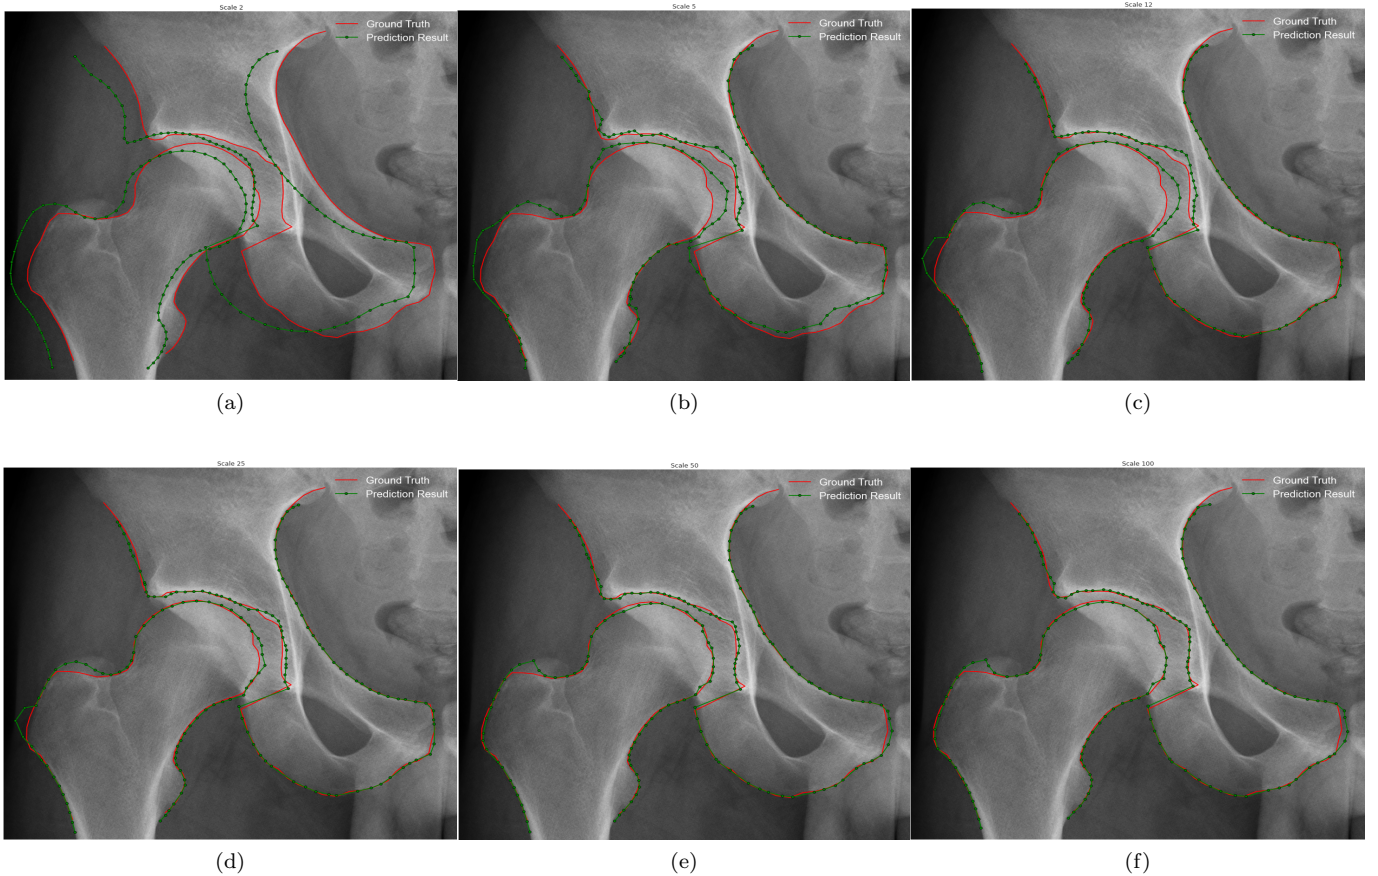 Scale 2
Ground Truth
Prediction Result
(a)
Scale 5
Ground Truth
Prediction Result
(b)
Scale 12
Ground Truth
Prediction Result
(c)
Scale 25
Ground Truth
Prediction Result
(d)
Scale 50
Ground Truth
Prediction Result
(e)
Scale 100
Ground Truth
Prediction Result
(f)